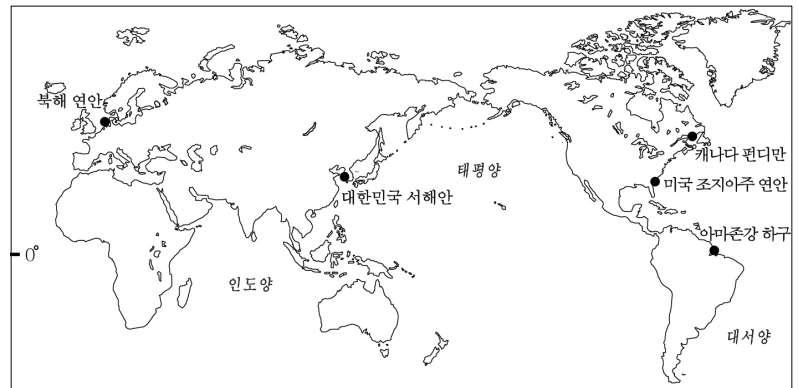 북해 연안
캐나다 펀디만
태평양
미국 조지아주 연안
대한민국 서해안
아마존강 하구
0°
인도양
대서양